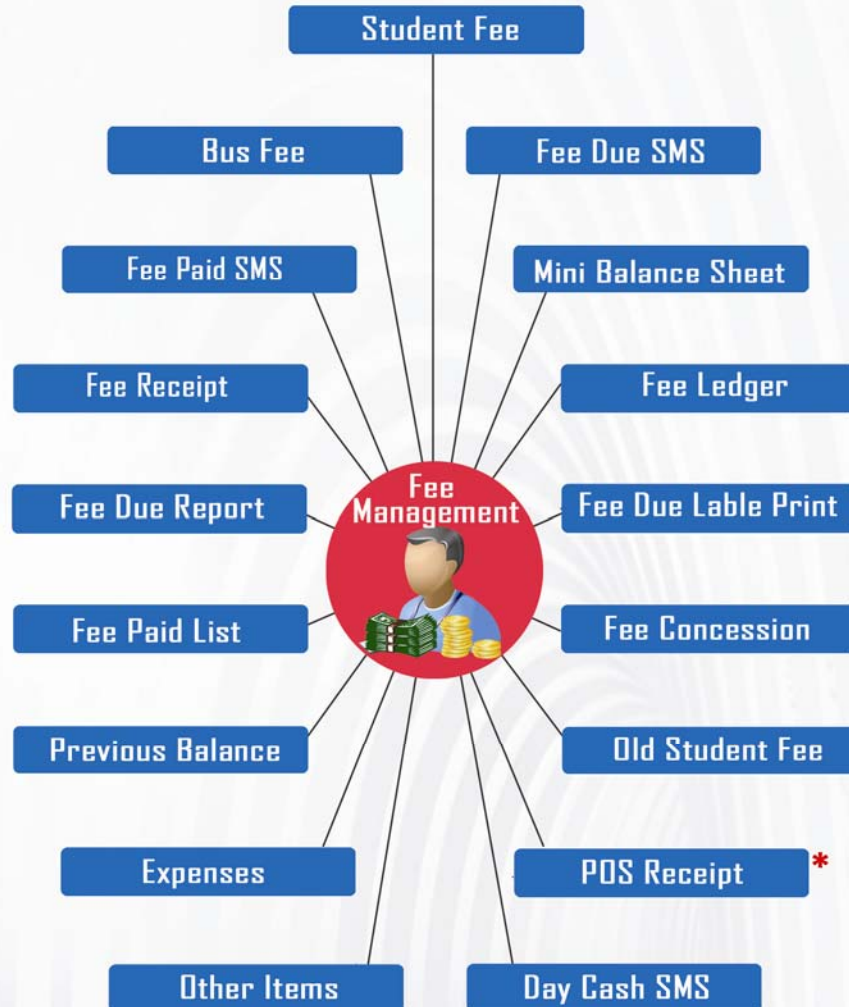 Student Fee
Bus Fee
Fee Due SMS
Fee Paid SMS
Mini Balance Sheet
Fee Receipt
Fee Ledger
Fee
Management
Fee Due Report
Fee Due Lable Print
Fee Paid List
Fee Concession
Previous Balance
Old Student Fee
Expenses
POS Receipt *
Other Items
Day Cash SMS